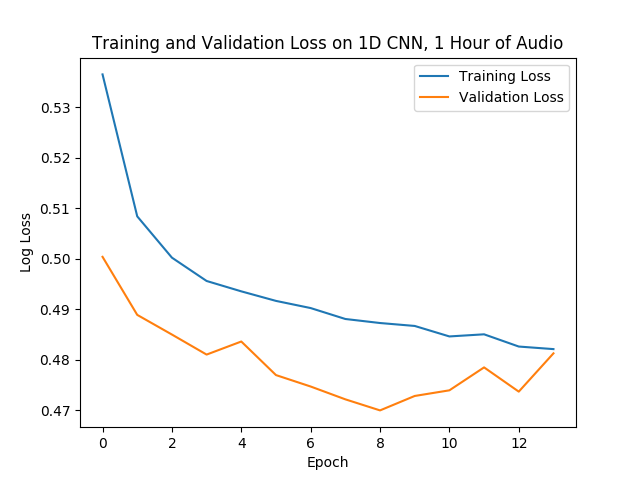 Training and Validation Loss on 1D CNN, 1 Hour of Audio
Training Loss
Validation Loss
Log Loss
0.53
0.52
0.51
0.50
0.49
0.48
0.47
0 2 4 6 8 10 12
Epoch